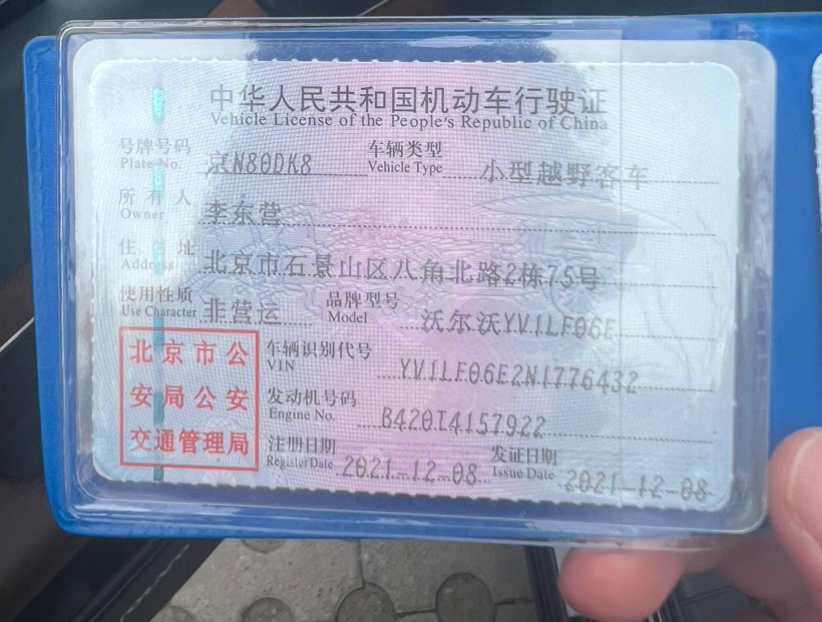 中华人民共和国机动车行驶证
Vehicle License of the People's Republic of China
号牌号码 京N80DK8 车辆类型 小型越野客车
Plate No. Vehicle Type
所有人 李东营
Owner
住址 北京市石景山区八角北路2栋75号
Address
使用性质 非营运 品牌型号 沃尔沃YV1LF06E
Use Character Model
北京市公
安局公安
交通管理局
车辆识别代号 YV1LF06E2N1776432
VIN
发动机号码 B420T4157922
Engine No.
注册日期 2021-12-08 发证日期 2021-12-08
Register Date Issue Date